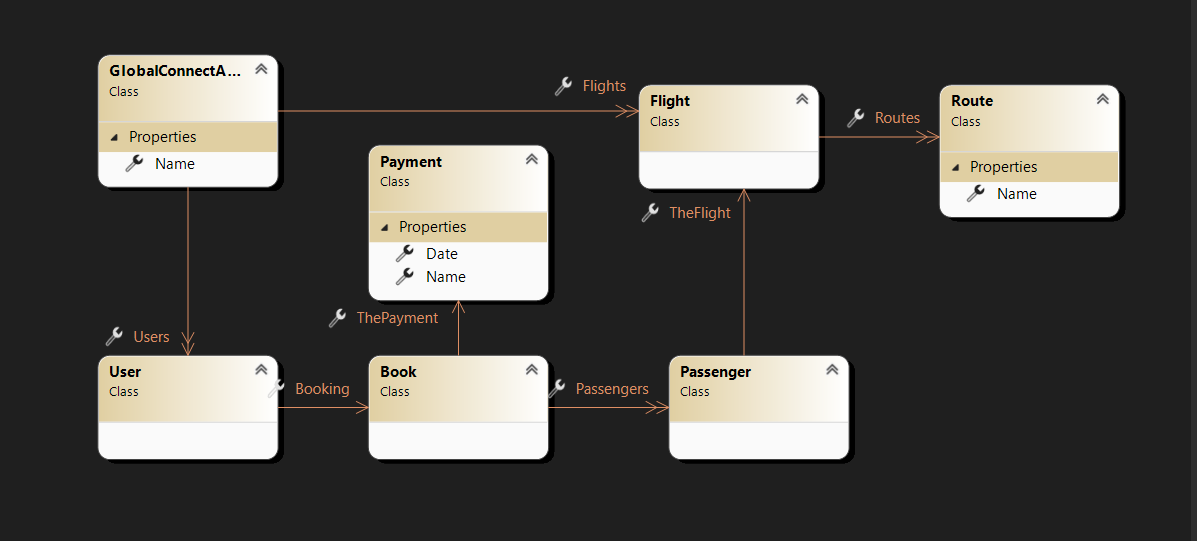 GlobalConnectA...
Class
Properties
Name
Flights
Flight
Class
Routes
Route
Class
Properties
Name
Payment
Class
Properties
Date
Name
TheFlight
ThePayment
Users
User
Class
Booking
Book
Class
Passengers
Passenger
Class